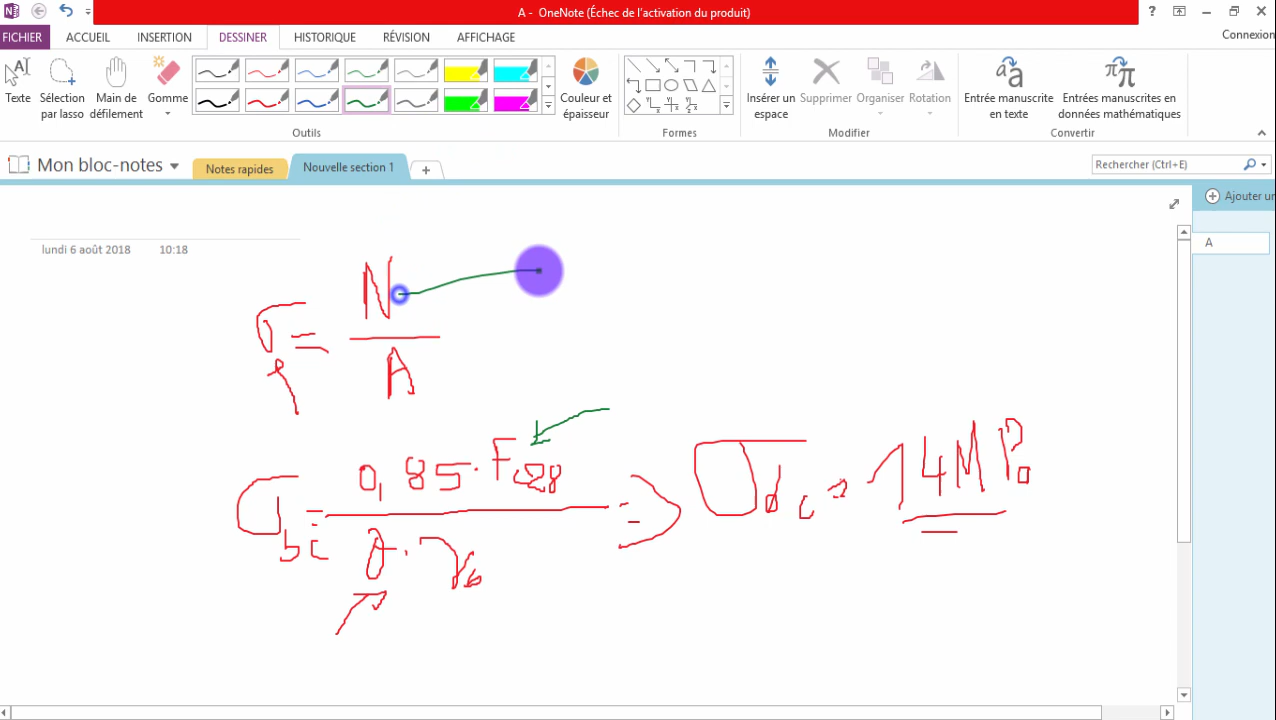 A - OneNote (Échec de l'activation du produit)
FICHIER ACCUEIL INSERTION DESSINER HISTORIQUE RÉVISION AFFICHAGE Connexion
Texte
Sélection par lasso
Main de défilement
Gomme
Couleur et épaisseur
Insérer un espace
Supprimer
Organiser
Rotation
Entrée manuscrite en texte
Entrées manuscrites en données mathématiques
Outils Formes Modifier Convertir
Mon bloc-notes Notes rapides Nouvelle section 1 Rechercher (Ctrl+E)
Ajouter un
A
lundi 6 août 2018 10:18
σ = N
A
0,85 · Fc28
14 MPa